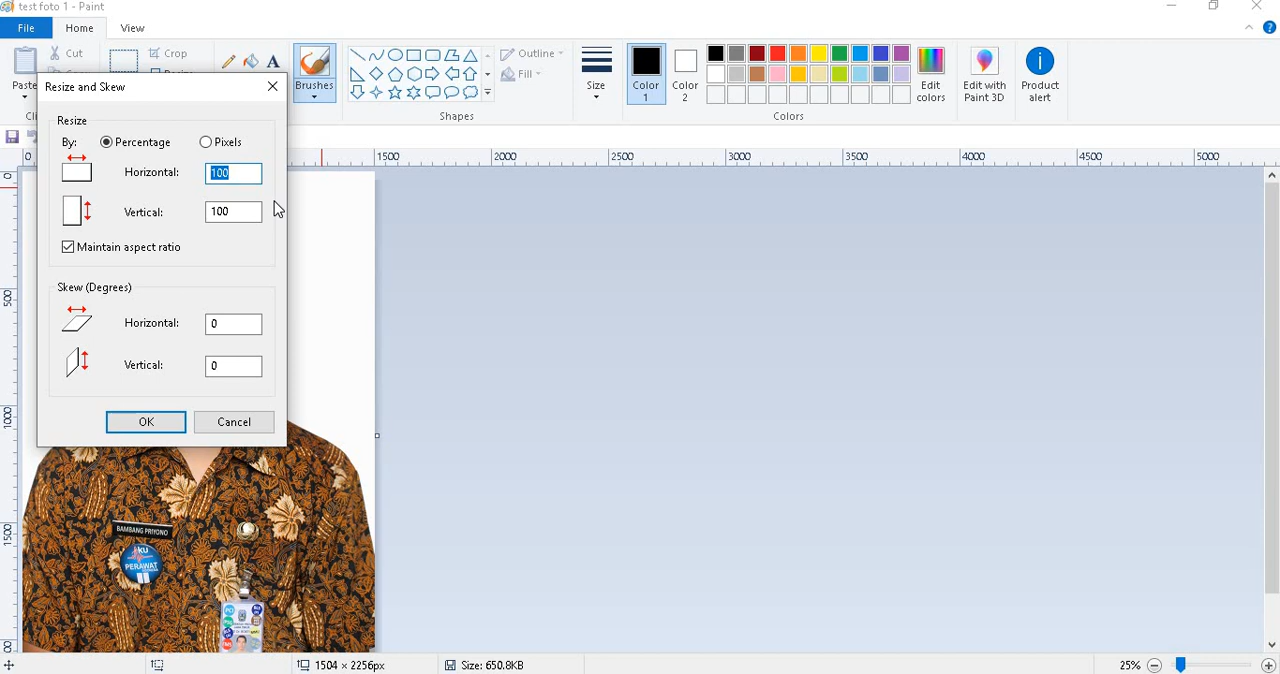 test foto 1 - Paint
File
Home
View
Paste
Cut
Crop
Brushes
Outline
Fill
Shapes
Size
Color 1
Color 2
Edit colors
Edit with Paint 3D
Product alert
Colors
Resize and Skew
Resize
By:
Percentage
Pixels
Horizontal:
100
Vertical:
100
Maintain aspect ratio
Skew (Degrees)
Horizontal:
0
Vertical:
0
OK
Cancel
0
1500
2000
2500
3000
3500
4000
4500
5000
0
500
1000
1500
BAMBANG PRIYONO
PERAWAT
1504 × 2256px
Size: 650.8KB
25%